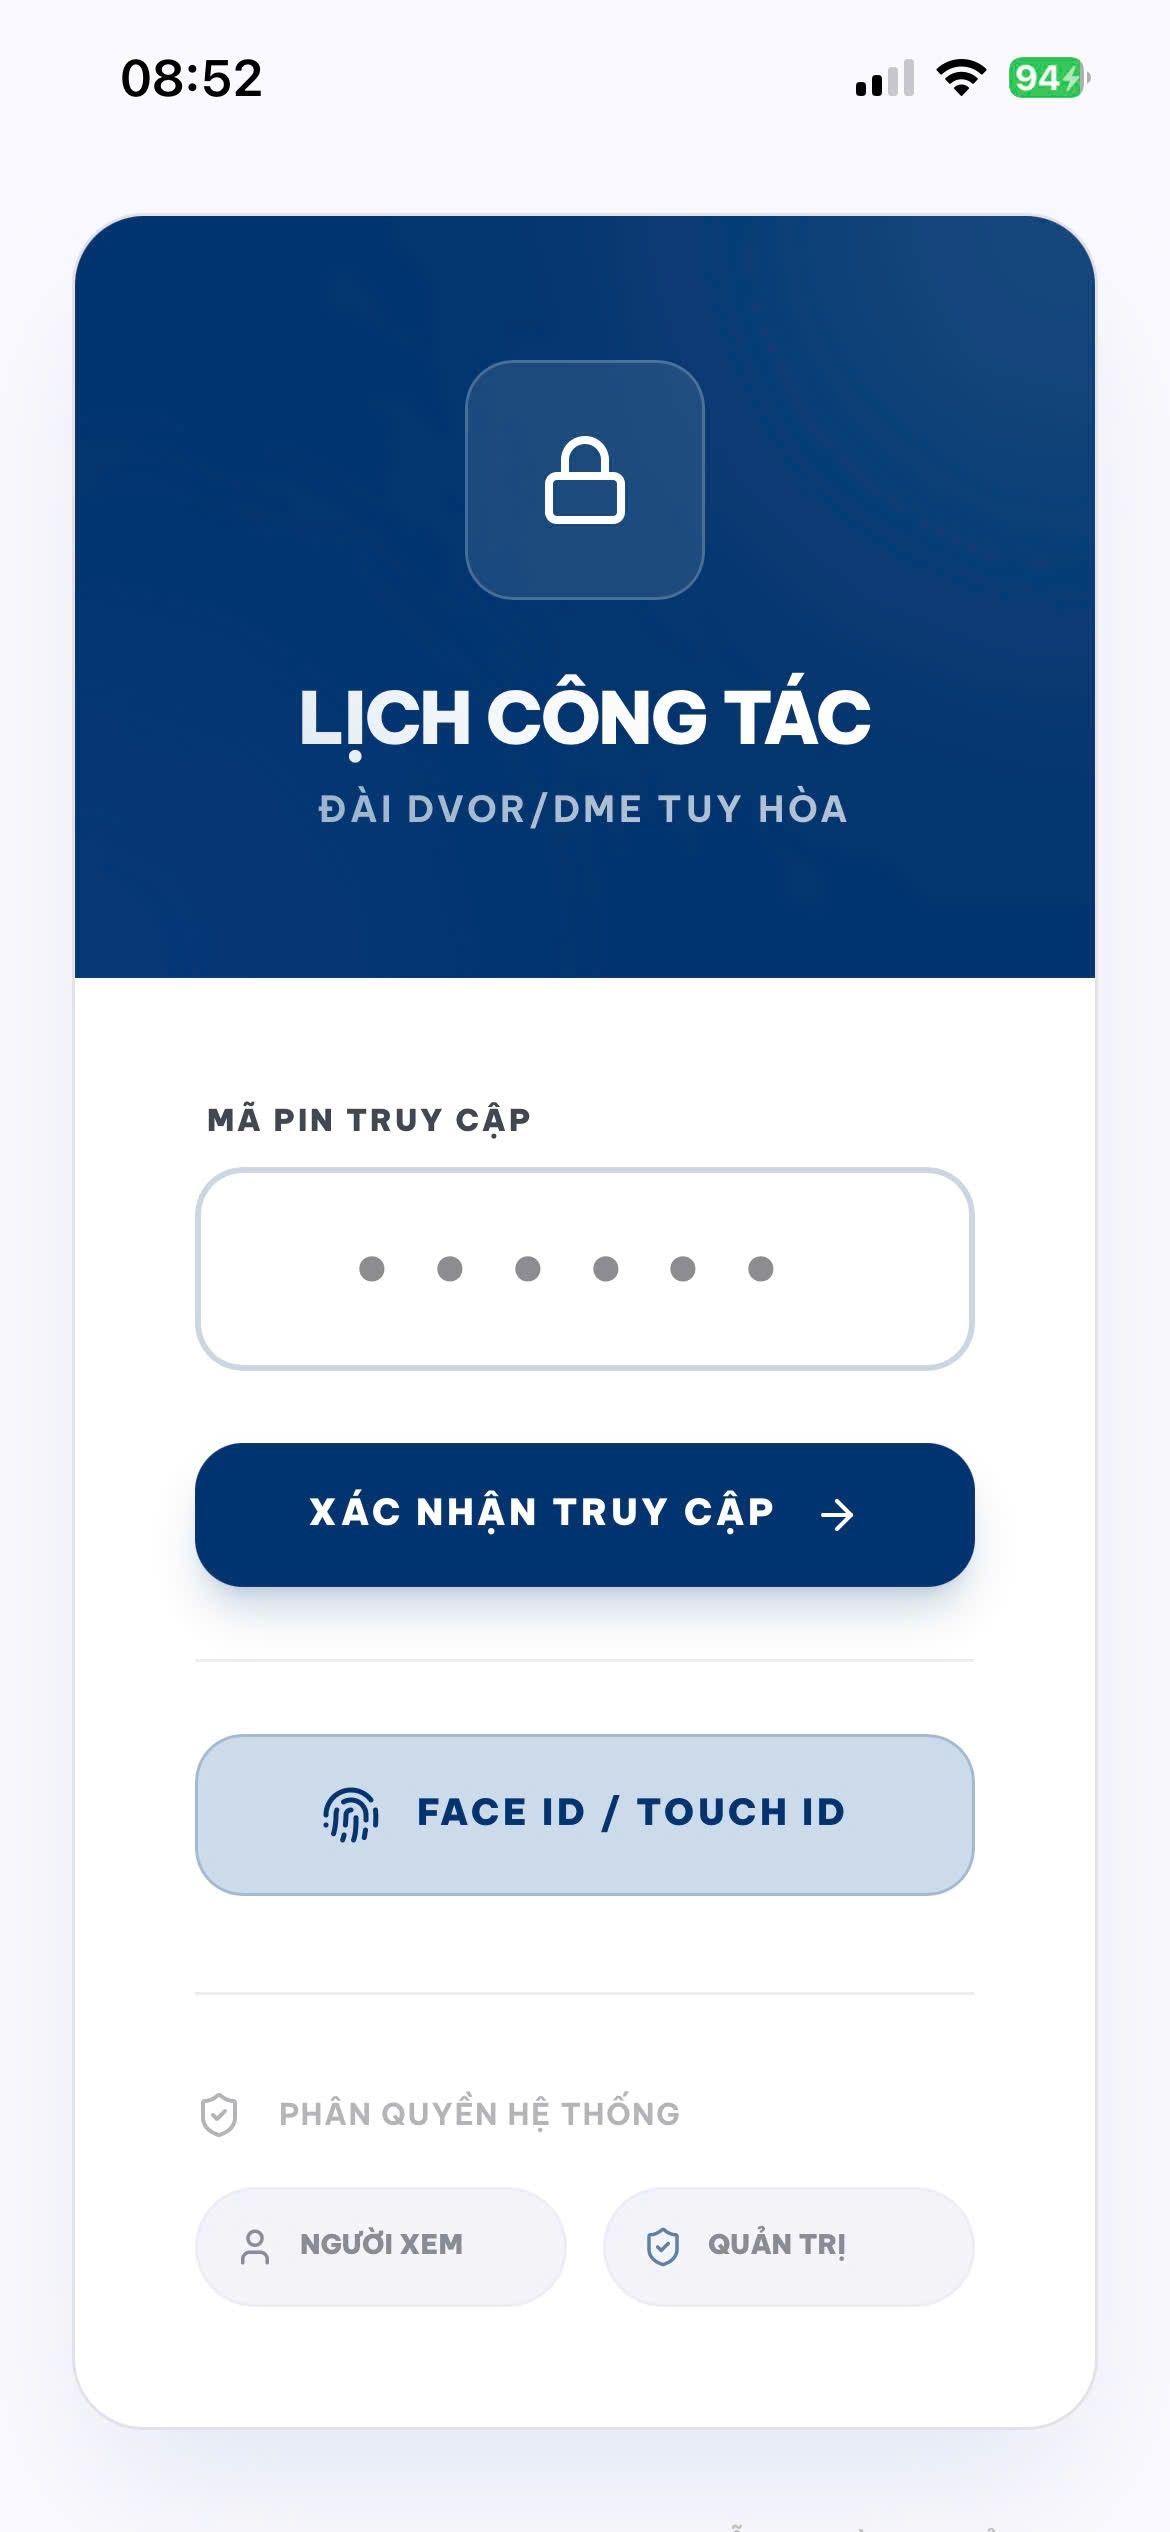 08:52
94
LỊCH CÔNG TÁC
ĐÀI DVOR/DME TUY HÒA
MÃ PIN TRUY CẬP
XÁC NHẬN TRUY CẬP
FACE ID / TOUCH ID
PHÂN QUYỀN HỆ THỐNG
NGƯỜI XEM
QUẢN TRỊ